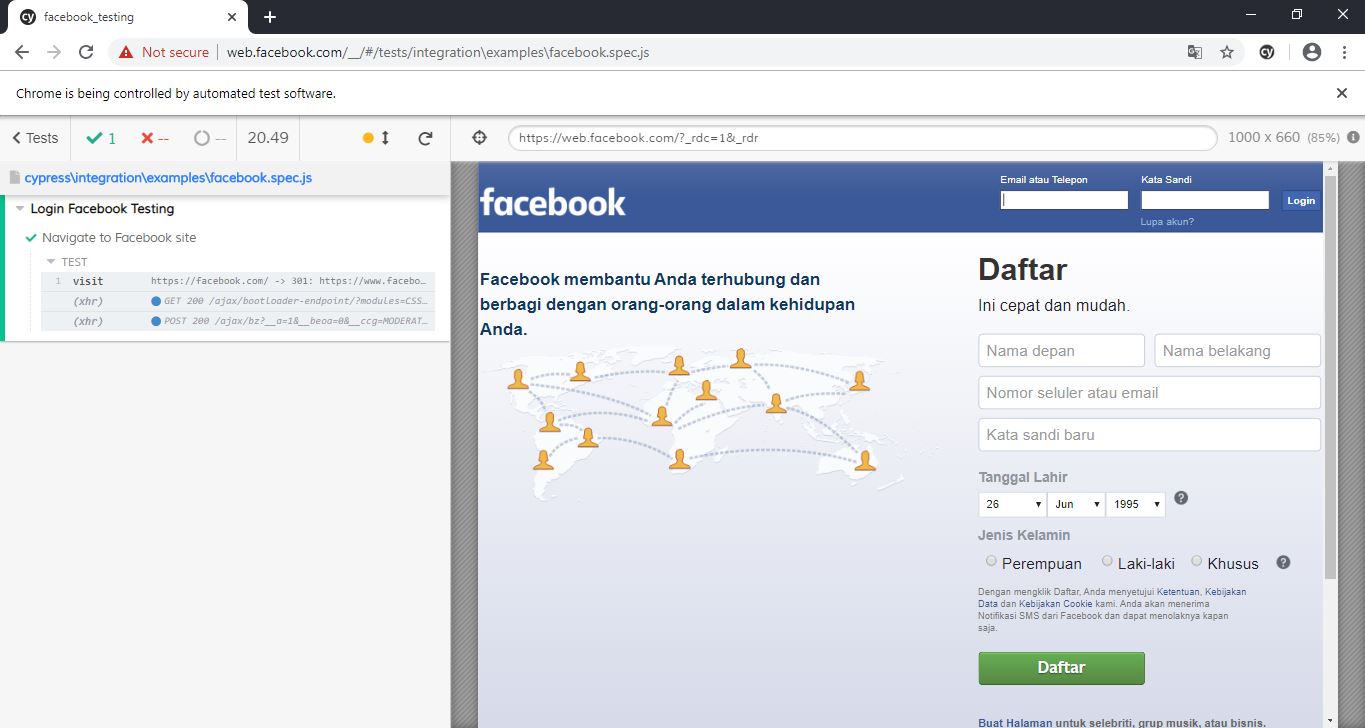 cy facebook_testing
Not secure web.facebook.com/__/#/tests/integration\examples\facebook.spec.js cy
Chrome is being controlled by automated test software.
Tests 1 -- -- 20.49
https://web.facebook.com/?_rdc=1&_rdr 1000 x 660 (85%)
cypress\integration\examples\facebook.spec.js
Login Facebook Testing
Navigate to Facebook site
TEST
1 visit https://facebook.com/ -> 301: https://www.facebo...
(xhr) GET 200 /ajax/bootloader-endpoint/?modules=CSS...
(xhr) POST 200 /ajax/bz?__a=1&__beoa=0&__ccg=MODERAT...
facebook
Email atau Telepon
Kata Sandi
Login
Lupa akun?
Facebook membantu Anda terhubung dan
berbagi dengan orang-orang dalam kehidupan
Anda.
Daftar
Ini cepat dan mudah.
Nama depan Nama belakang
Nomor seluler atau email
Kata sandi baru
Tanggal Lahir
26 Jun 1995 ?
Jenis Kelamin
Perempuan Laki-laki Khusus ?
Dengan mengklik Daftar, Anda menyetujui Ketentuan, Kebijakan
Data dan Kebijakan Cookie kami. Anda akan menerima
Notifikasi SMS dari Facebook dan dapat menolaknya kapan
saja.
Daftar
Buat Halaman untuk selebriti, grup musik, atau bisnis.